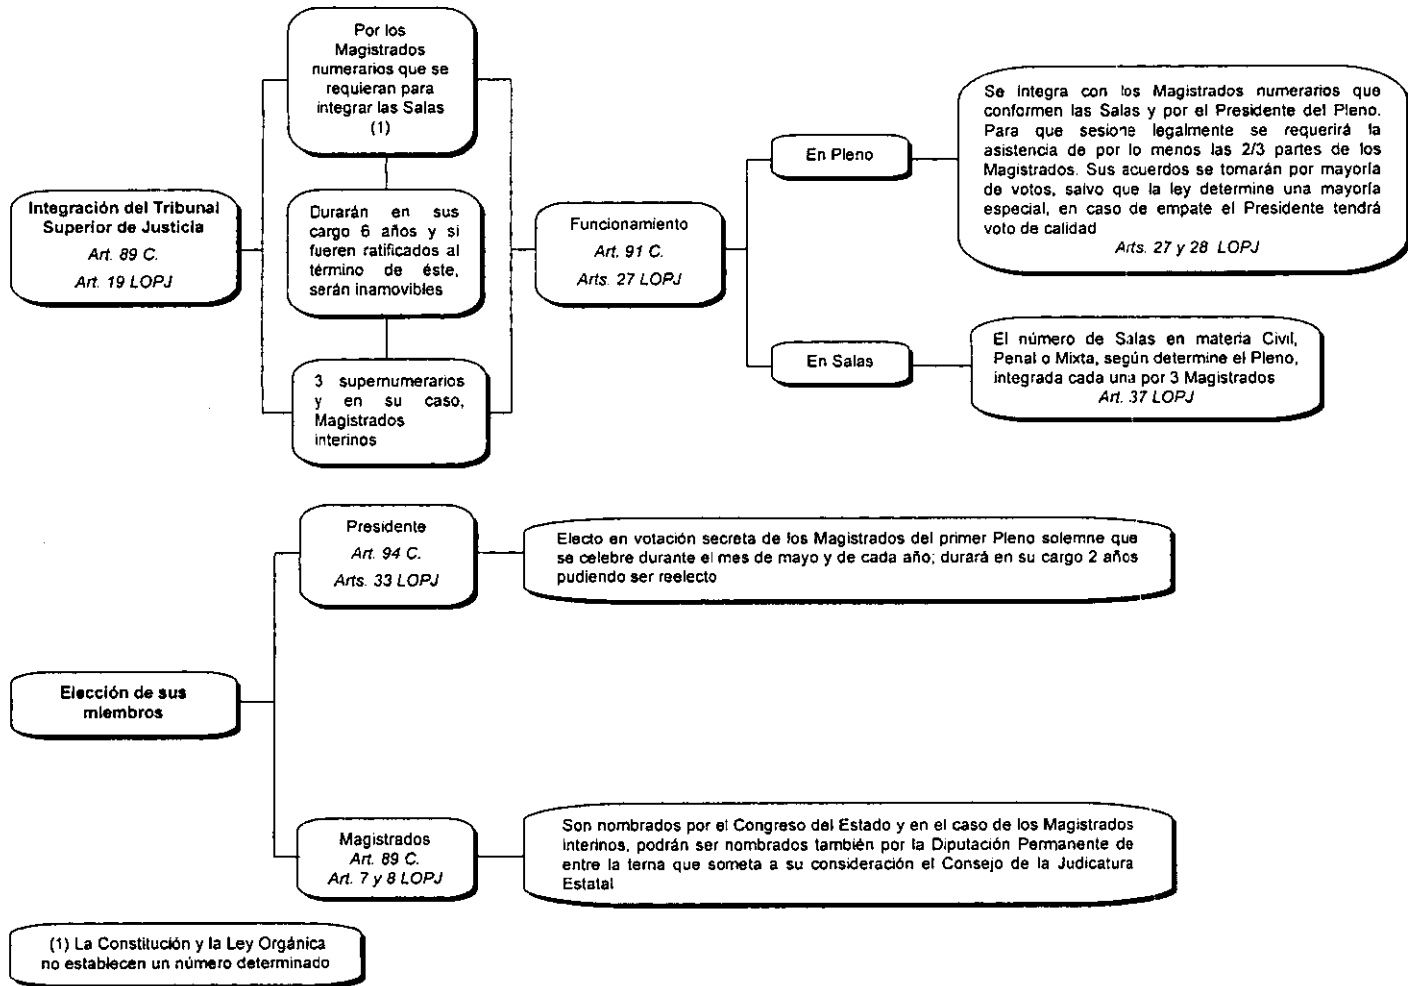 Por los
Magistrados
numerarios que se
requieran para
integrar las Salas
(1)
Integración del Tribunal
Superior de Justicia
Art. 89 C.
Art. 19 LOPJ
Durarán en sus
cargo 6 años y si
fueren ratificados al
término de éste,
serán inamovibles
3 supernumerarios
y en su caso,
Magistrados
interinos
Funcionamiento
Art. 91 C.
Arts. 27 LOPJ
En Pleno
Se integra con los Magistrados numerarios que
conformen las Salas y por el Presidente del Pleno.
Para que sesione legalmente se requerirá la
asistencia de por lo menos las 2/3 partes de los
Magistrados. Sus acuerdos se tomarán por mayoría
de votos, salvo que la ley determine una mayoría
especial, en caso de empate el Presidente tendrá
voto de calidad
Arts. 27 y 28 LOPJ
En Salas
El número de Salas en materia Civil,
Penal o Mixta, según determine el Pleno,
integrada cada una por 3 Magistrados
Art. 37 LOPJ
Elección de sus
miembros
Presidente
Art. 94 C.
Arts. 33 LOPJ
Electo en votación secreta de los Magistrados del primer Pleno solemne que
se celebre durante el mes de mayo y de cada año; durará en su cargo 2 años
pudiendo ser reelecto
Magistrados
Art. 89 C.
Art. 7 y 8 LOPJ
Son nombrados por el Congreso del Estado y en el caso de los Magistrados
interinos, podrán ser nombrados también por la Diputación Permanente de
entre la terna que someta a su consideración el Consejo de la Judicatura
Estatal
(1) La Constitución y la Ley Orgánica
no establecen un número determinado